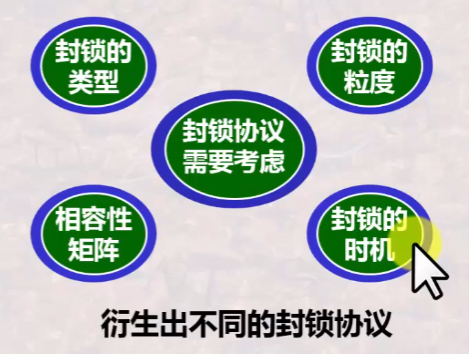 封锁的
类型
封锁的
粒度
封锁协议
需要考虑
相容性
矩阵
封锁的
时机
衍生出不同的封锁协议